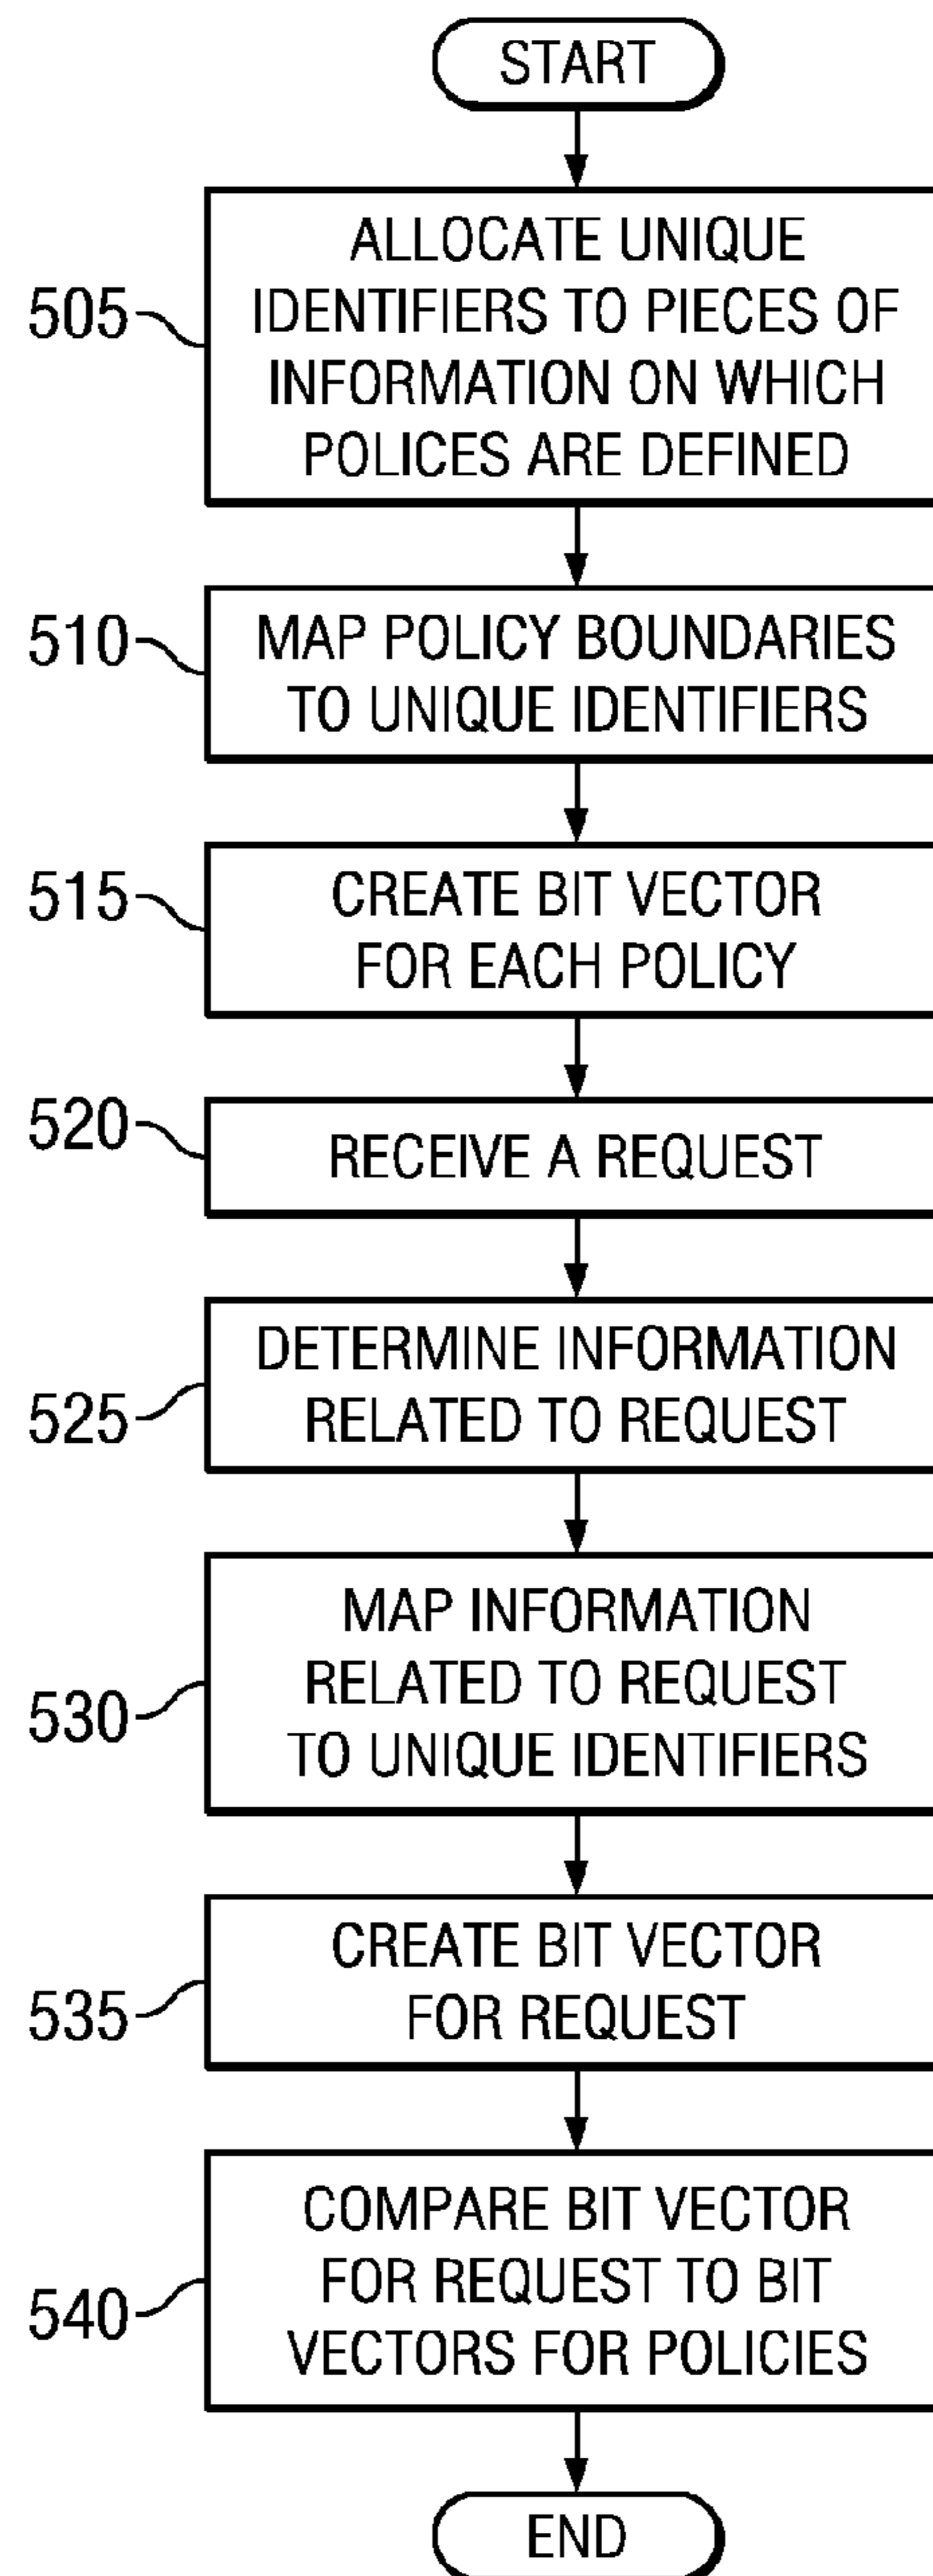 START
505
ALLOCATE UNIQUE
IDENTIFIERS TO PIECES OF
INFORMATION ON WHICH
POLICES ARE DEFINED
510
MAP POLICY BOUNDARIES
TO UNIQUE IDENTIFIERS
515
CREATE BIT VECTOR
FOR EACH POLICY
520
RECEIVE A REQUEST
525
DETERMINE INFORMATION
RELATED TO REQUEST
530
MAP INFORMATION
RELATED TO REQUEST
TO UNIQUE IDENTIFIERS
535
CREATE BIT VECTOR
FOR REQUEST
540
COMPARE BIT VECTOR
FOR REQUEST TO BIT
VECTORS FOR POLICIES
END